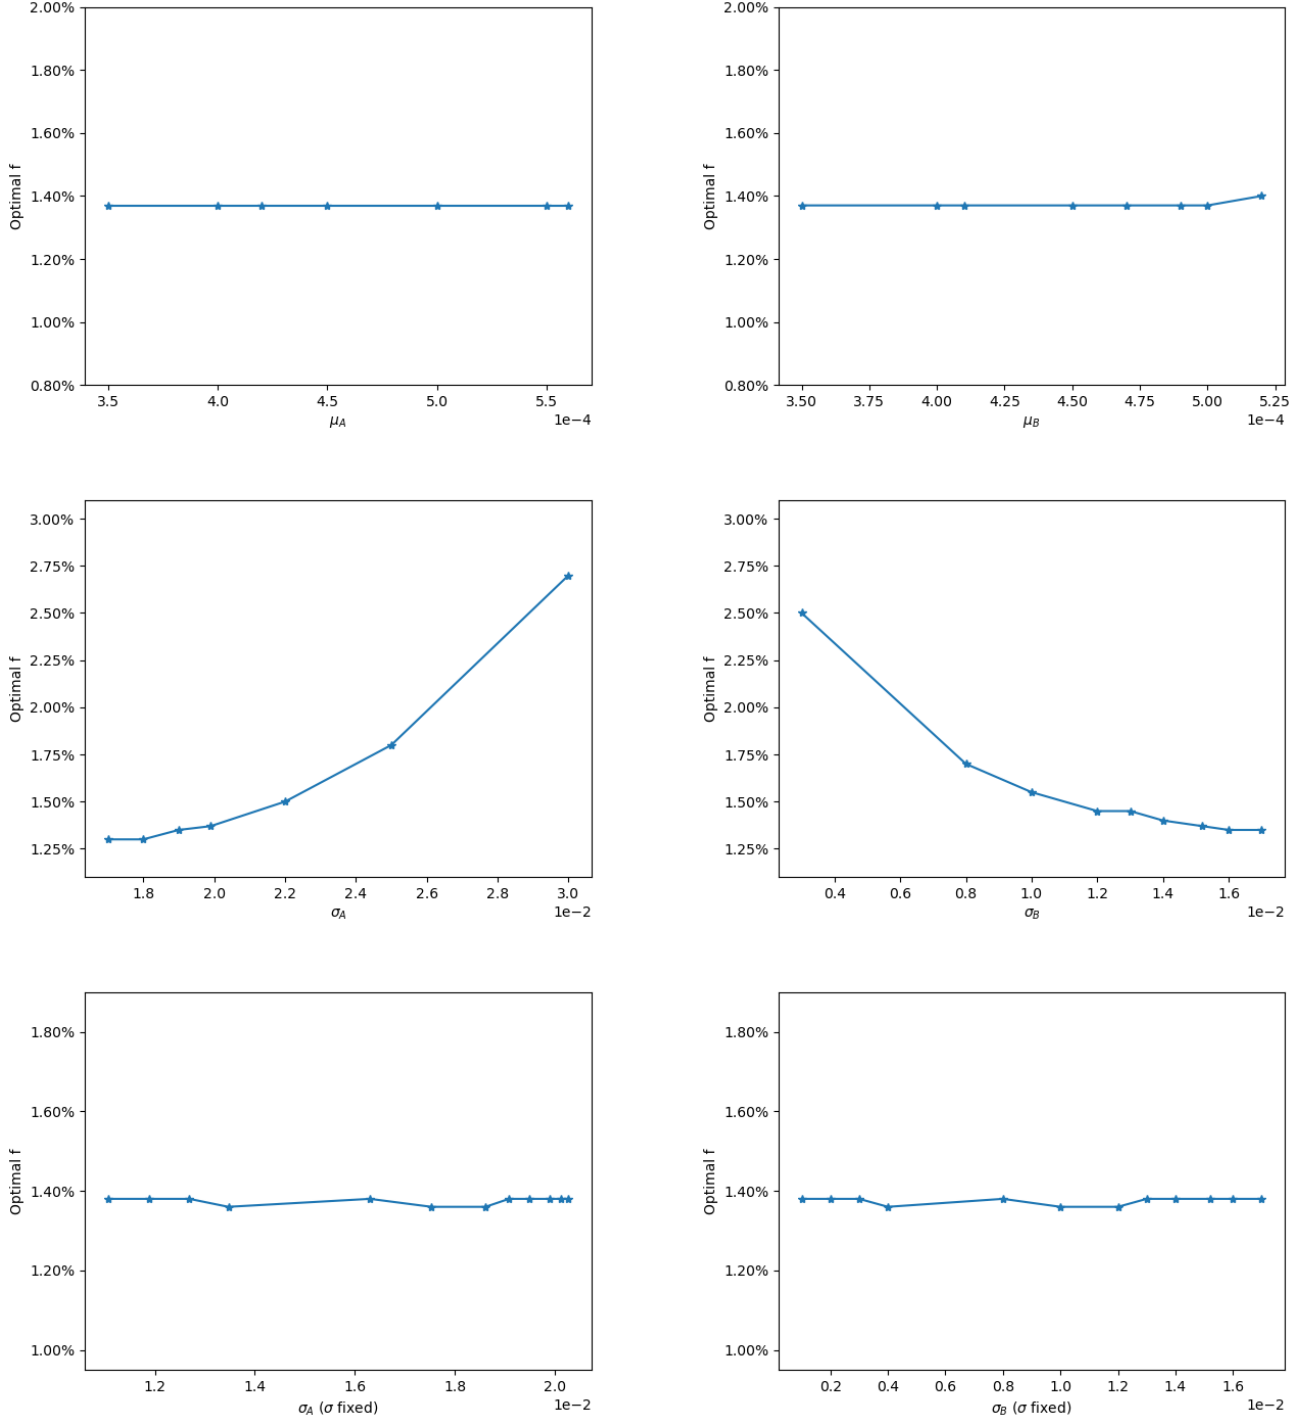 2.00%
1.80%
1.60%
1.40%
1.20%
1.00%
0.80%
Optimal f
3.5 4.0 4.5 5.0 5.5
1e−4
μA
2.00%
1.80%
1.60%
1.40%
1.20%
1.00%
0.80%
Optimal f
3.50 3.75 4.00 4.25 4.50 4.75 5.00 5.25
1e−4
μB
3.00%
2.75%
2.50%
2.25%
2.00%
1.75%
1.50%
1.25%
Optimal f
1.8 2.0 2.2 2.4 2.6 2.8 3.0
1e−2
σA
3.00%
2.75%
2.50%
2.25%
2.00%
1.75%
1.50%
1.25%
Optimal f
0.4 0.6 0.8 1.0 1.2 1.4 1.6
1e−2
σB
1.80%
1.60%
1.40%
1.20%
1.00%
Optimal f
1.2 1.4 1.6 1.8 2.0
1e−2
σA (σ fixed)
1.80%
1.60%
1.40%
1.20%
1.00%
Optimal f
0.2 0.4 0.6 0.8 1.0 1.2 1.4 1.6
1e−2
σB (σ fixed)